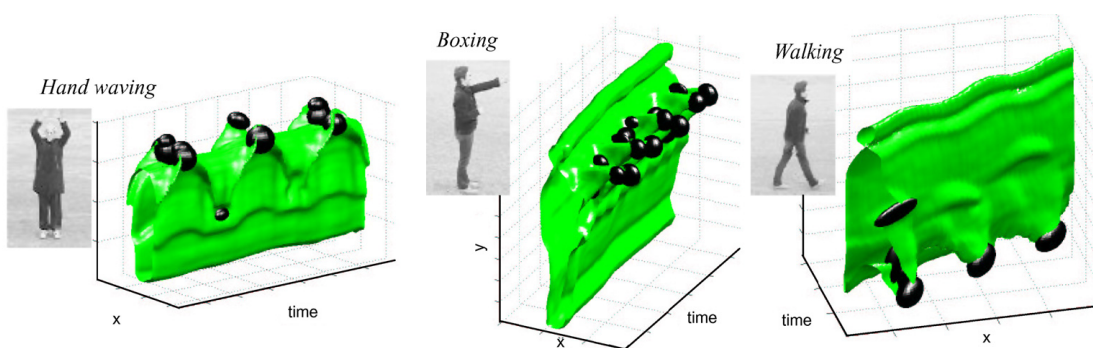 Hand waving
x
time
Boxing
y
x
time
Walking
time
x